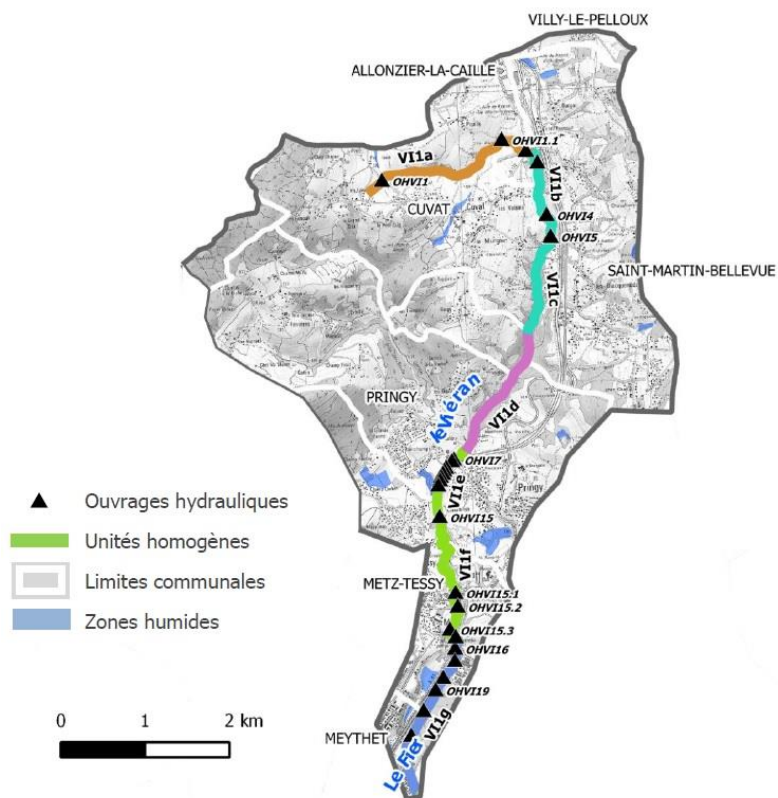 VILLY-LE-PELLOUX
ALLONZIER-LA-CAILLE
OHVI1.1
VI1a
OHVI1
VI1b
CUVAT
Cuvat
OHVI4
OHVI5
SAINT-MARTIN-BELLEVUE
VI1c
PRINGY
le Viéran
VI1d
OHVI7
VI1e
Pringy
OHVI15
VI1f
METZ-TESSY
OHVI15.1
OHVI15.2
OHVI15.3
OHVI16
OHVI19
VI1g
MEYTHET
Le Fier
Ouvrages hydrauliques
Unités homogènes
Limites communales
Zones humides
0 1 2 km